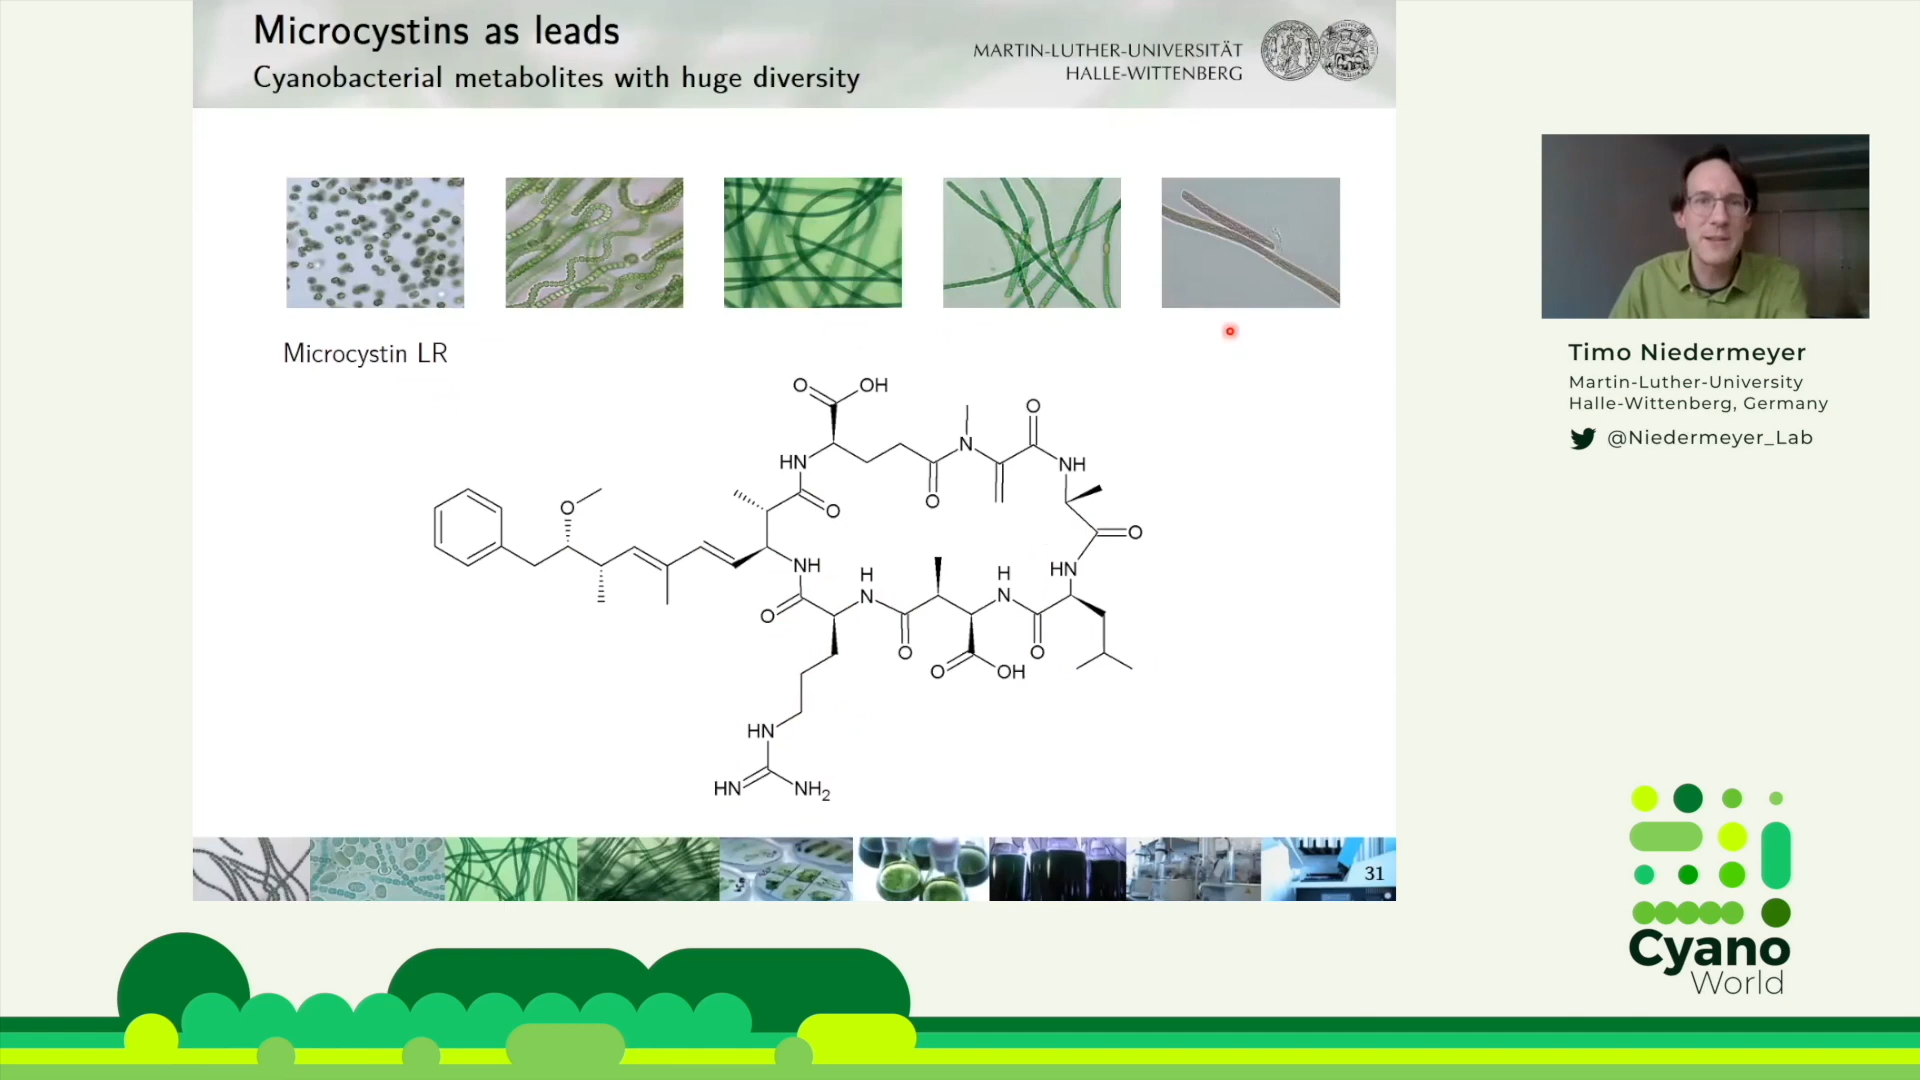 Microcystins as leads
Cyanobacterial metabolites with huge diversity
MARTIN-LUTHER-UNIVERSITÄT
HALLE-WITTENBERG
Microcystin LR
O
OH
N
O
HN
NH
O
O
O
O
NH
H
N
O
O
O
OH
H
N
O
HN
O
HN
HN
NH2
31
Timo Niedermeyer
Martin-Luther-University
Halle-Wittenberg, Germany
@Niedermeyer_Lab
Cyano
World